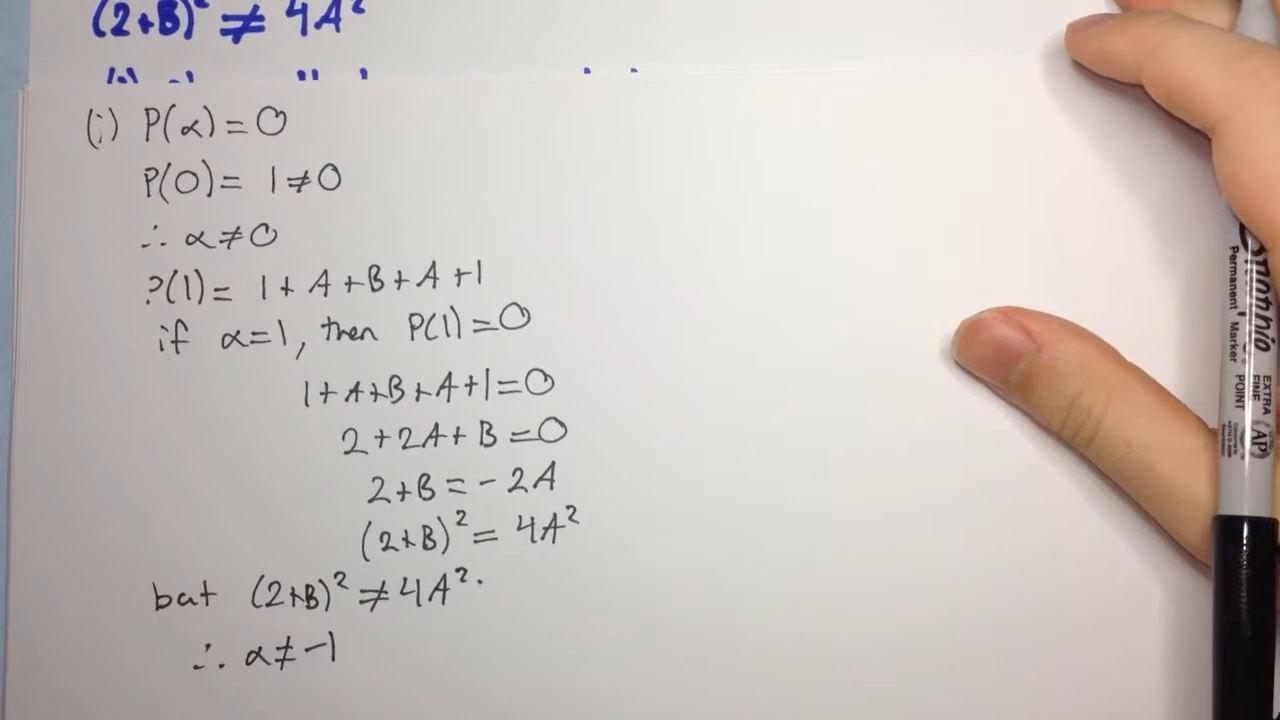 (2+B)² ≠ 4A²
(i) P(α) = 0
P(0) = 1 ≠ 0
∴ α ≠ 0
P(1) = 1 + A + B + A + 1
if α = 1, then P(1) = 0
1 + A + B + A + 1 = 0
2 + 2A + B = 0
2 + B = - 2A
(2+B)² = 4A²
but (2+B)² ≠ 4A².
∴ α ≠ -1
Sharpie
Permanent Marker
EXTRA FINE POINT
AP